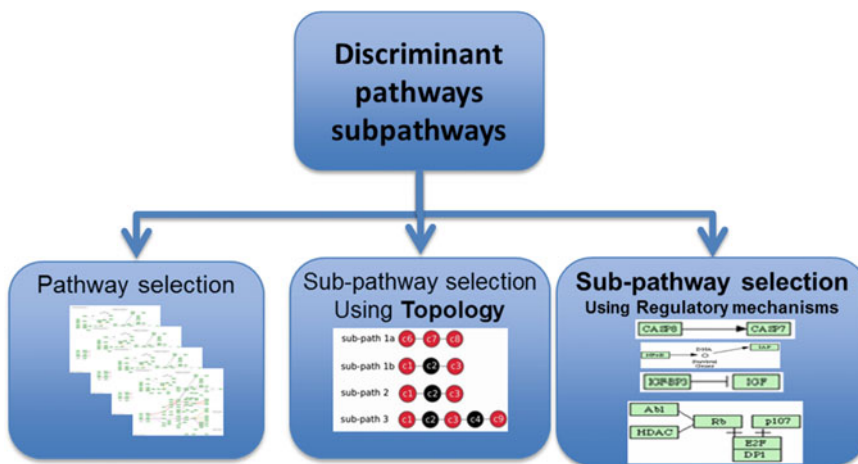 Discriminant
pathways
subpathways
Pathway selection
Sub-pathway selection
Using Topology
sub-path 1a c6 c7 c8
sub-path 1b c1 c2 c3
sub-path 2 c1 c2 c3
sub-path 3 c1 c2 c3 c4 c9
Sub-pathway selection
Using Regulatory mechanisms
CASP8 CASP7
IGFBP3 IGF
Abl
HDAC
Rb
p107
E2F
DP1